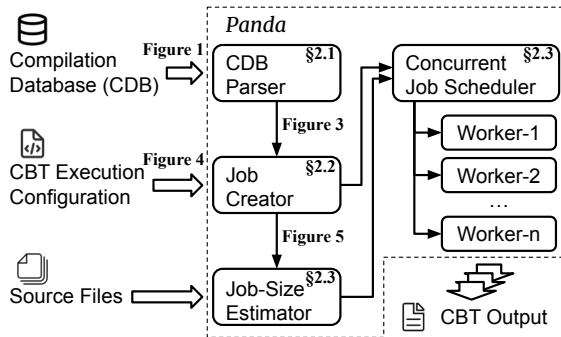 Panda
Figure 1
Compilation
Database (CDB)
§2.1
CDB
Parser
§2.3
Concurrent
Job Scheduler
Figure 3
Worker-1
Figure 4
CBT Execution
Configuration
§2.2
Job
Creator
Worker-2
...
Worker-n
Figure 5
Source Files
§2.3
Job-Size
Estimator
CBT Output